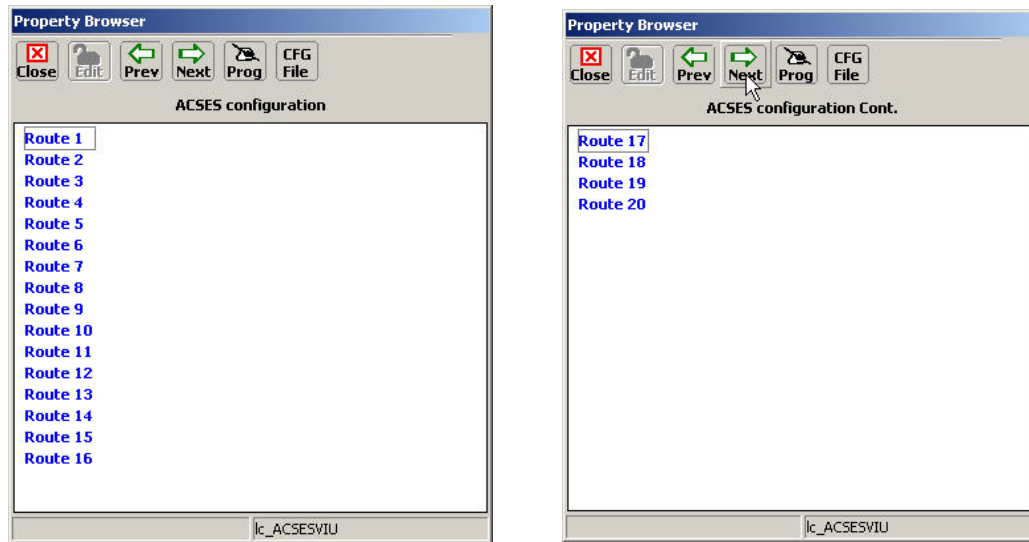 Property Browser
Close Edit Prev Next Prog CFG File
ACSES configuration
Route 1
Route 2
Route 3
Route 4
Route 5
Route 6
Route 7
Route 8
Route 9
Route 10
Route 11
Route 12
Route 13
Route 14
Route 15
Route 16
lc_ACSESVIU
Property Browser
Close Edit Prev Next Prog CFG File
ACSES configuration Cont.
Route 17
Route 18
Route 19
Route 20
lc_ACSESVIU